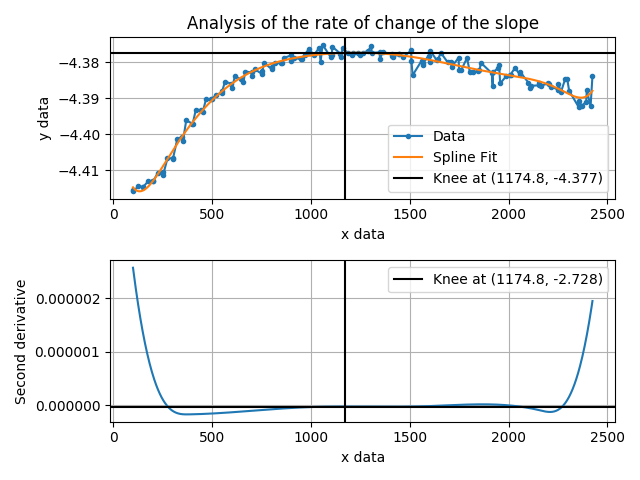 Analysis of the rate of change of the slope
y data
−4.38
−4.39
−4.40
−4.41
Data
Spline Fit
Knee at (1174.8, -4.377)
0 500 1000 1500 2000 2500
x data
Second derivative
0.000002
0.000001
0.000000
Knee at (1174.8, -2.728)
0 500 1000 1500 2000 2500
x data